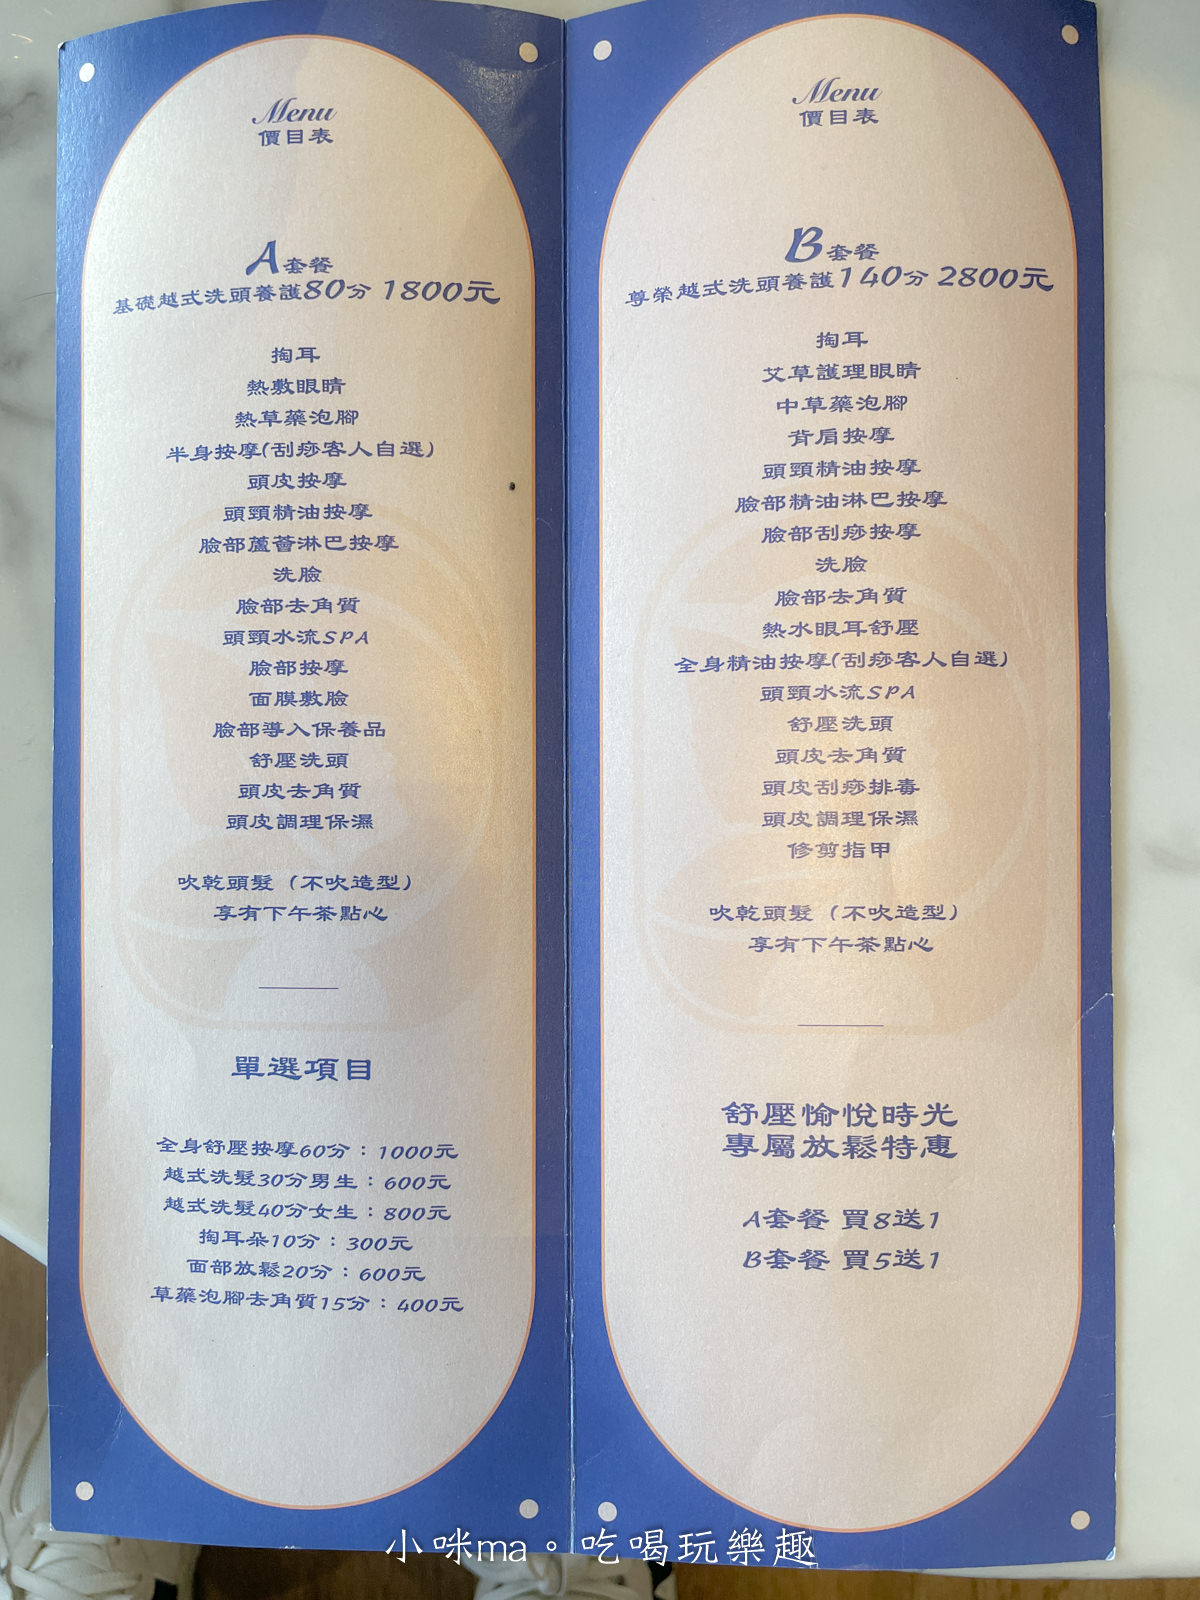 Menu
價目表
A套餐
基礎越式洗頭養護80分 1800元
掏耳
熱敷眼睛
熱草藥泡腳
半身按摩(刮痧客人自選)
頭皮按摩
頭頸精油按摩
臉部蘆薈淋巴按摩
洗臉
臉部去角質
頭頸水流SPA
臉部按摩
面膜敷臉
臉部導入保養品
舒壓洗頭
頭皮去角質
頭皮調理保濕
吹乾頭髮（不吹造型）
享有下午茶點心
單選項目
全身舒壓按摩60分：1000元
越式洗髮30分男生：600元
越式洗髮40分女生：800元
掏耳朵10分：300元
面部放鬆20分：600元
草藥泡腳去角質15分：400元
Menu
價目表
B套餐
尊榮越式洗頭養護140分 2800元
掏耳
艾草護理眼睛
中草藥泡腳
背肩按摩
頭頸精油按摩
臉部精油淋巴按摩
臉部刮痧按摩
洗臉
臉部去角質
熱水眼耳舒壓
全身精油按摩(刮痧客人自選)
頭頸水流SPA
舒壓洗頭
頭皮去角質
頭皮刮痧排毒
頭皮調理保濕
修剪指甲
吹乾頭髮（不吹造型）
享有下午茶點心
舒壓愉悅時光
專屬放鬆特惠
A套餐 買8送1
B套餐 買5送1
小咪ma。吃喝玩樂趣